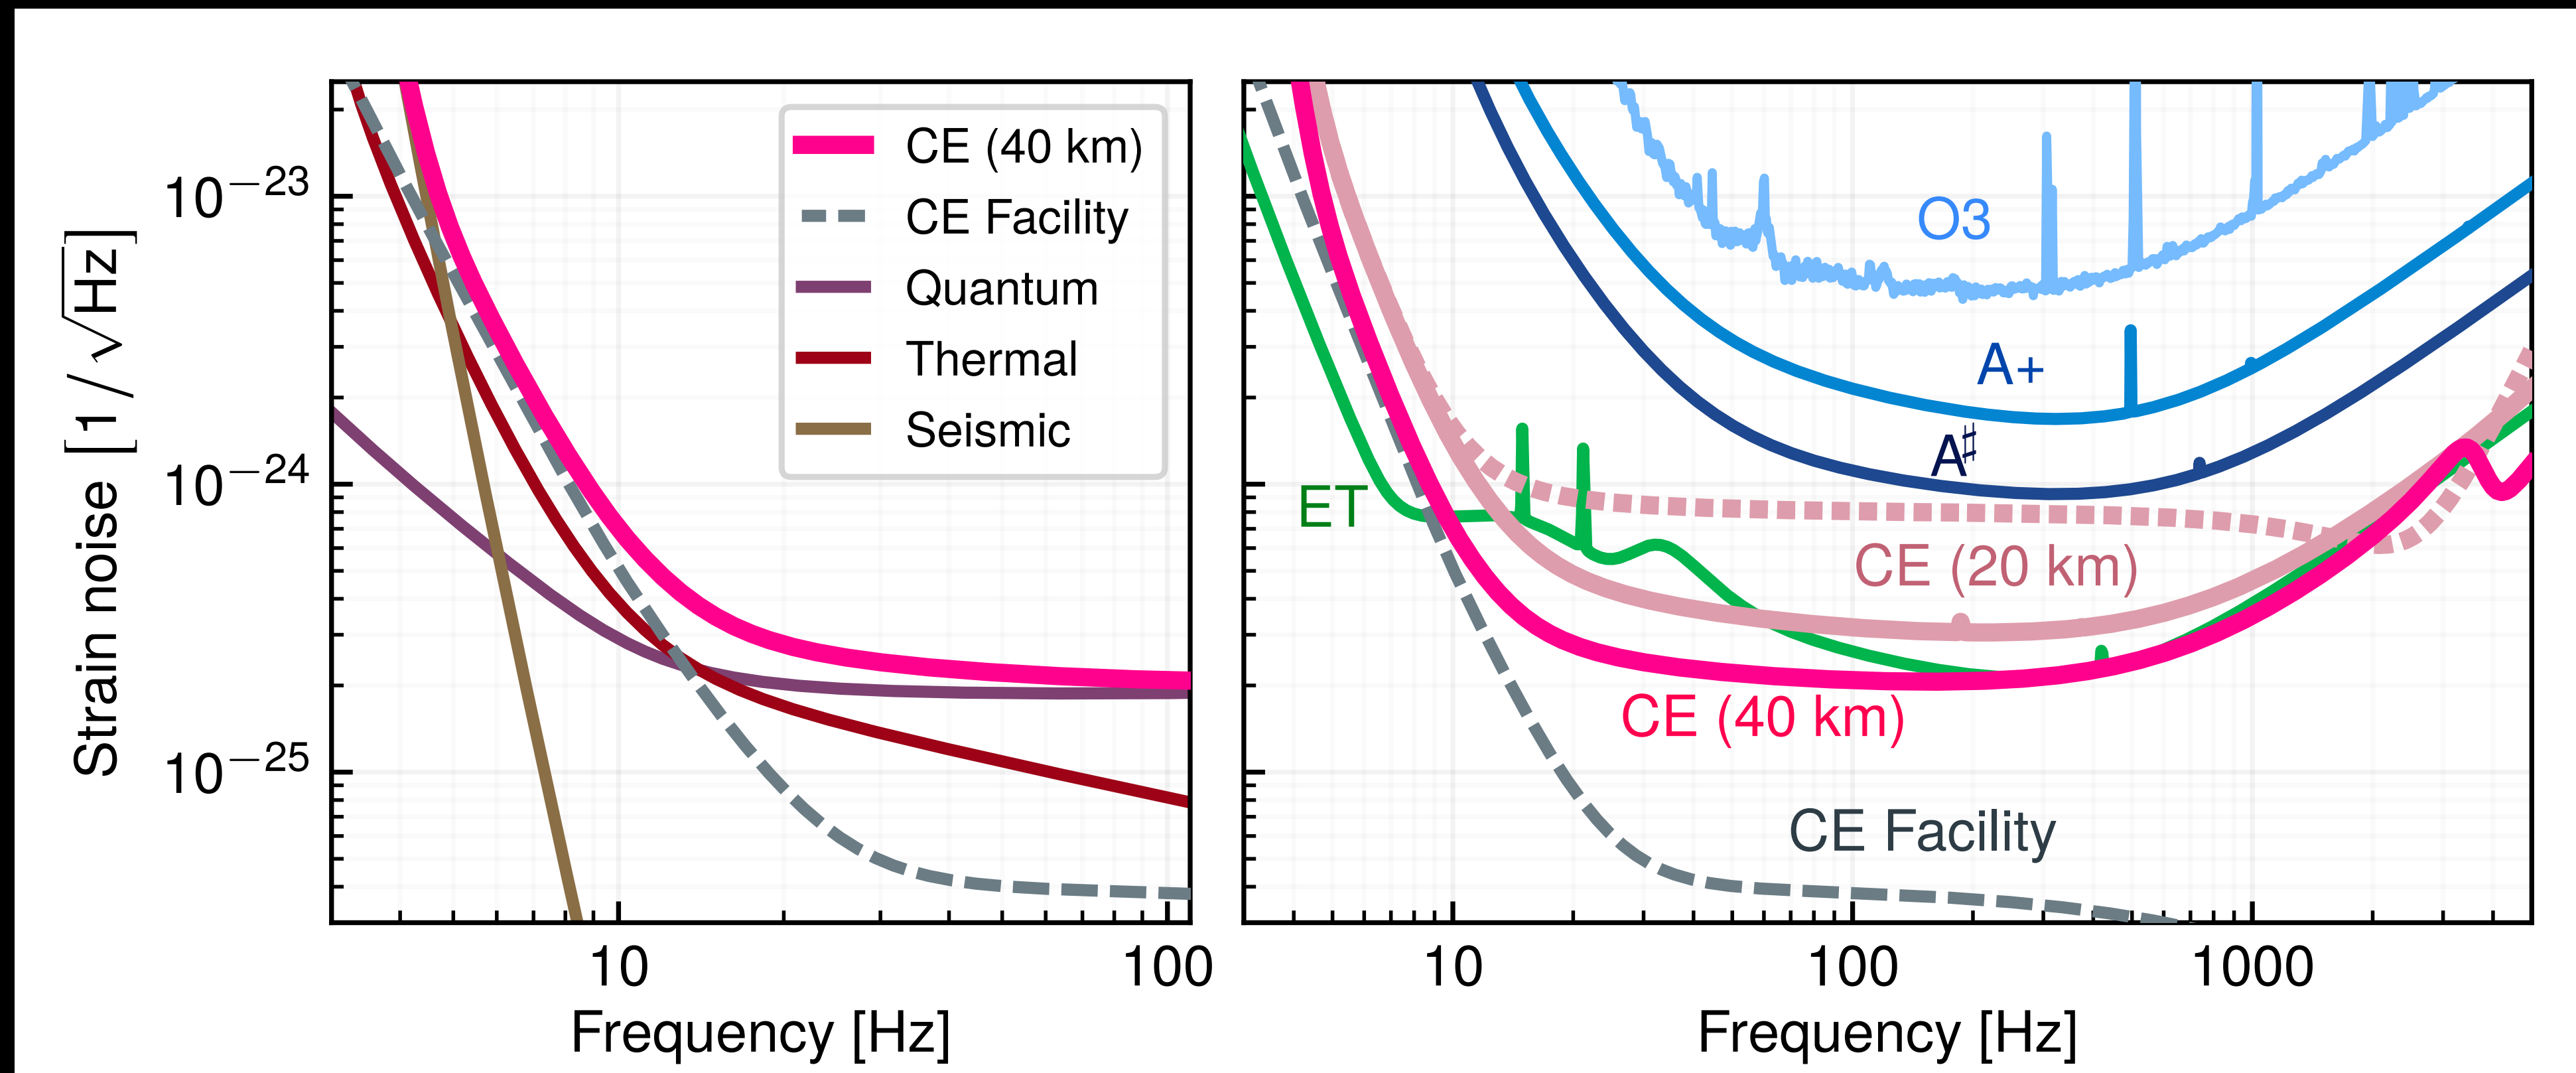 Strain noise [1 / √Hz]
10−23
10−24
10−25
CE (40 km)
CE Facility
Quantum
Thermal
Seismic
10
100
Frequency [Hz]
O3
A+
A♯
ET
CE (20 km)
CE (40 km)
CE Facility
10
100
1000
Frequency [Hz]